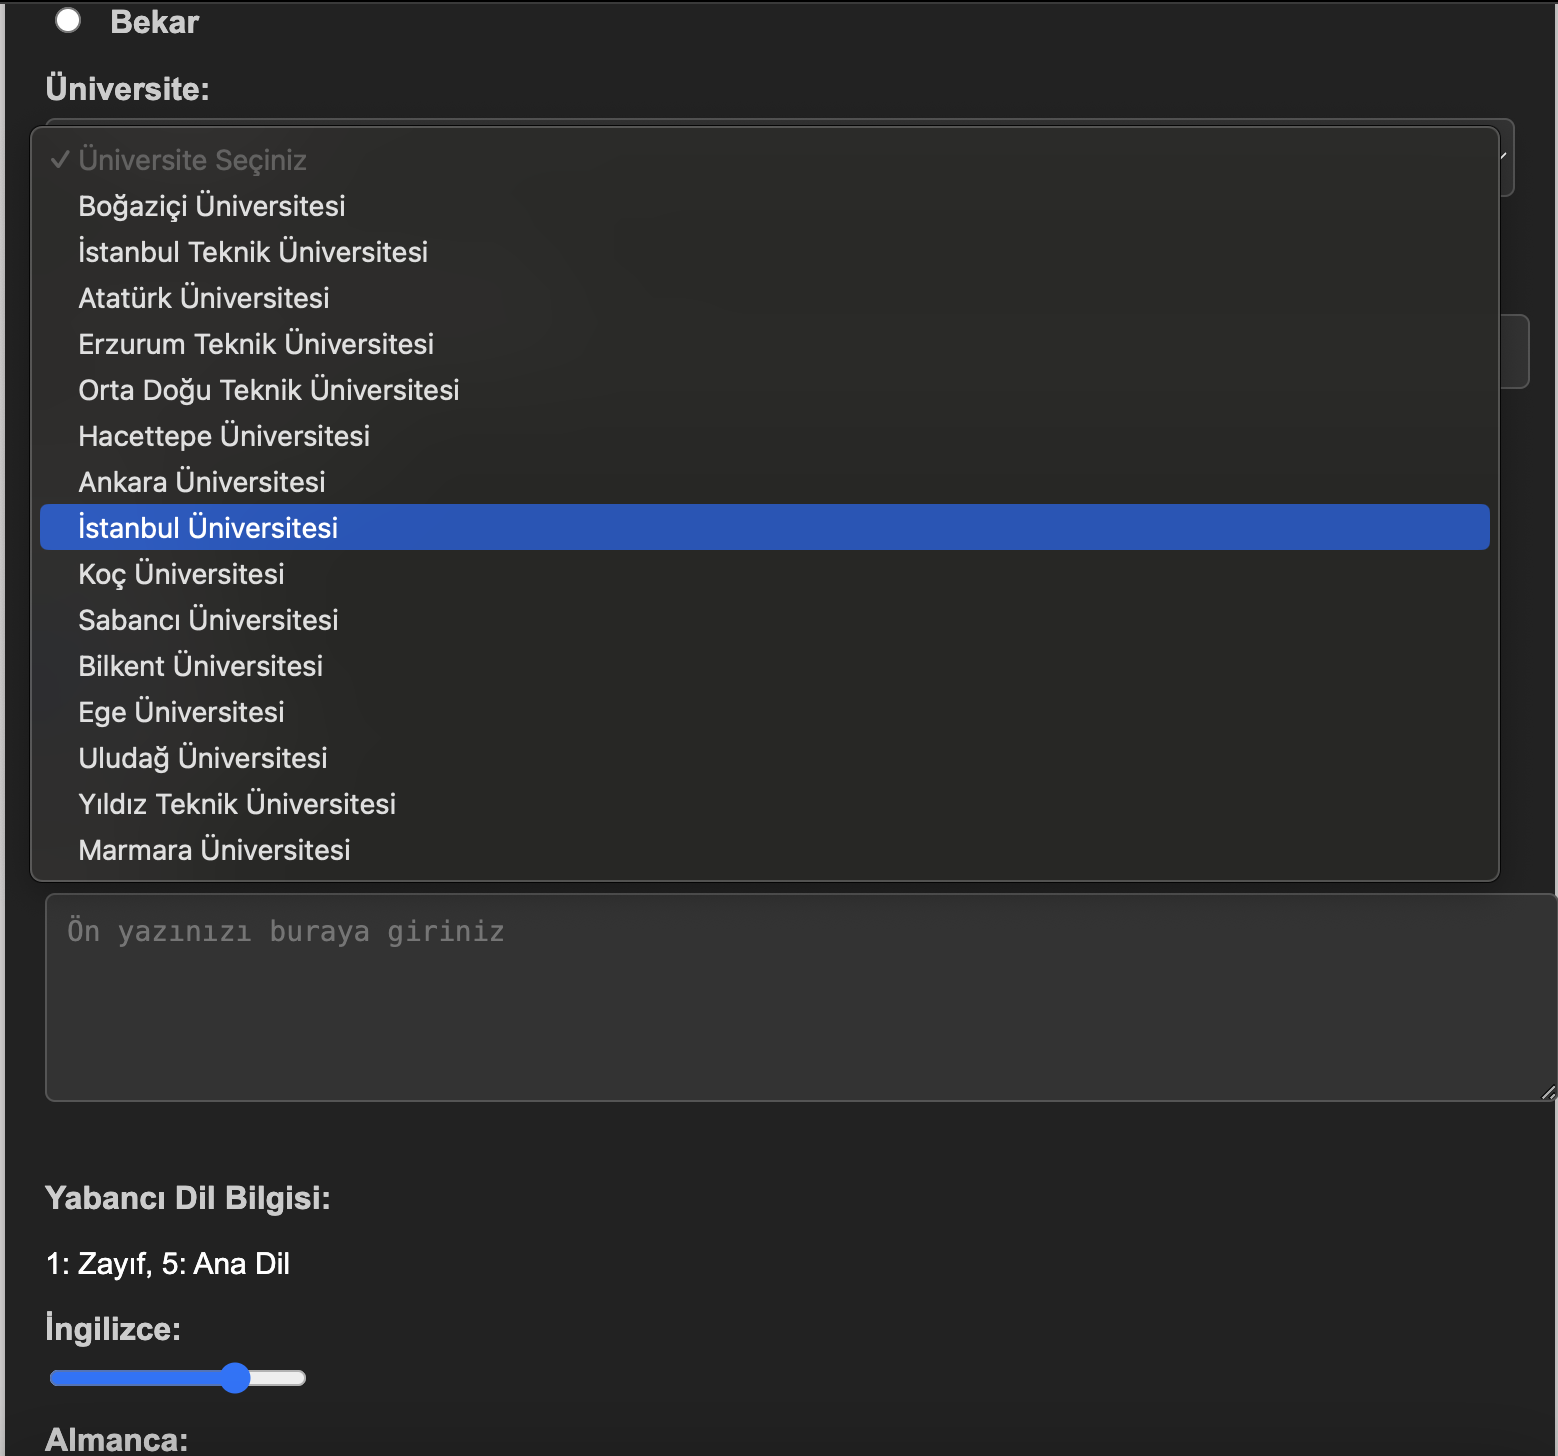 Bekar
Üniversite:
✓ Üniversite Seçiniz
Boğaziçi Üniversitesi
İstanbul Teknik Üniversitesi
Atatürk Üniversitesi
Erzurum Teknik Üniversitesi
Orta Doğu Teknik Üniversitesi
Hacettepe Üniversitesi
Ankara Üniversitesi
İstanbul Üniversitesi
Koç Üniversitesi
Sabancı Üniversitesi
Bilkent Üniversitesi
Ege Üniversitesi
Uludağ Üniversitesi
Yıldız Teknik Üniversitesi
Marmara Üniversitesi
Ön yazınızı buraya giriniz
Yabancı Dil Bilgisi:
1: Zayıf, 5: Ana Dil
İngilizce:
Almanca: